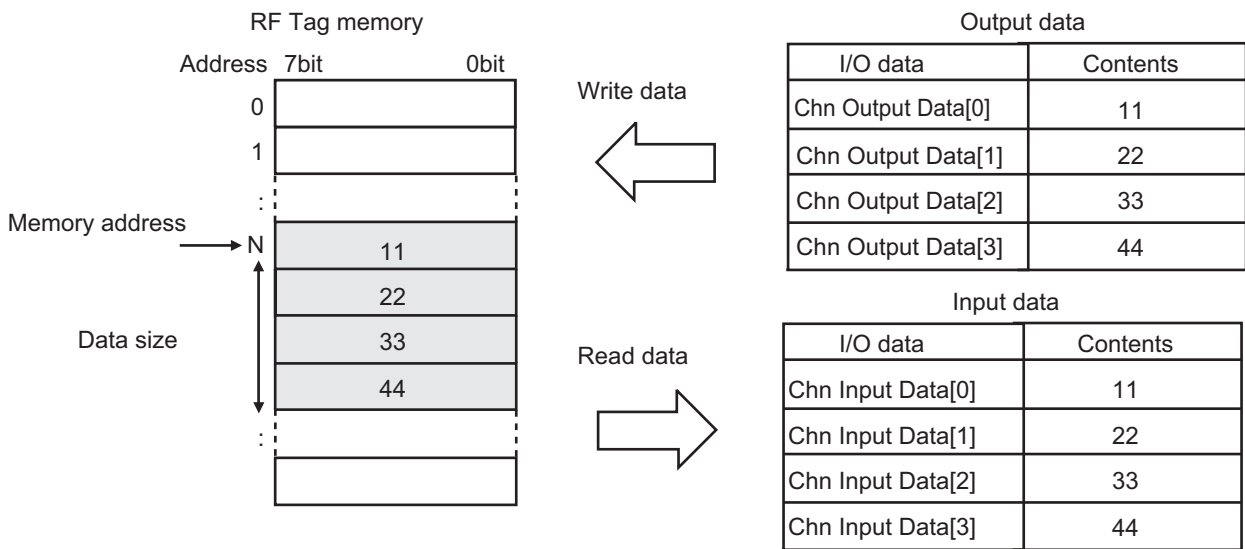 RF Tag memory
Address 7bit 0bit
0
1
:
Memory address
N
11
22
33
44
Data size
:
Write data
Read data
Output data
I/O data Contents
Chn Output Data[0] 11
Chn Output Data[1] 22
Chn Output Data[2] 33
Chn Output Data[3] 44
Input data
I/O data Contents
Chn Input Data[0] 11
Chn Input Data[1] 22
Chn Input Data[2] 33
Chn Input Data[3] 44